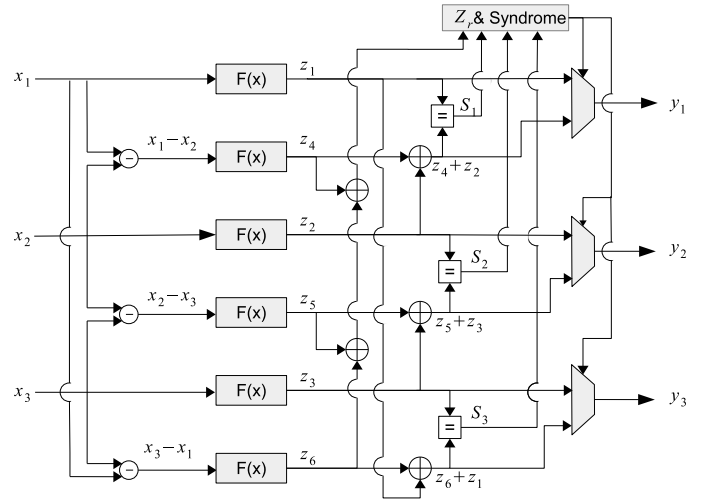 Z_r & Syndrome
x_1 F(x) z_1
= S_1 y_1
x_1 − x_2 - F(x) z_4 z_4 + z_2
x_2 F(x) z_2
= S_2 y_2
x_2 − x_3 - F(x) z_5 z_5 + z_3
x_3 F(x) z_3
= S_3 y_3
x_3 − x_1 - F(x) z_6 z_6 + z_1